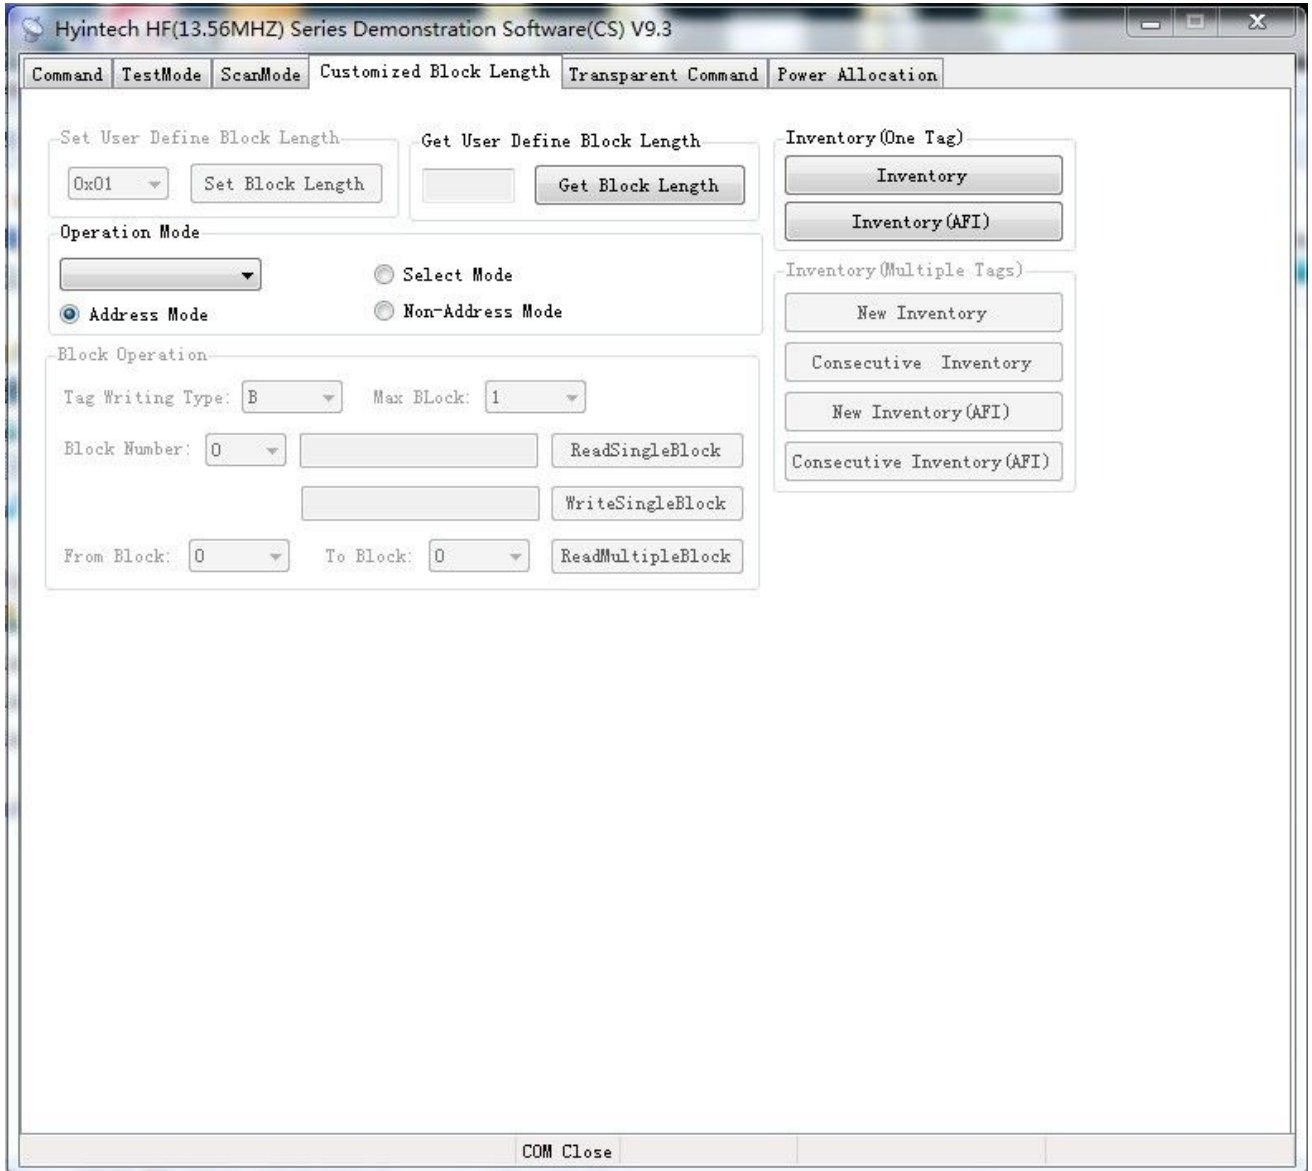 Hyintech HF(13.56MHZ) Series Demonstration Software(CS) V9.3
Command TestMode ScanMode Customized Block Length Transparent Command Power Allocation
Set User Define Block Length
0x01 Set Block Length
Get User Define Block Length
Get Block Length
Inventory(One Tag)
Inventory
Inventory(AFI)
Operation Mode
Select Mode
Address Mode
Non-Address Mode
Inventory(Multiple Tags)
New Inventory
Consecutive Inventory
New Inventory(AFI)
Consecutive Inventory(AFI)
Block Operation
Tag Writing Type: B Max BLock: 1
Block Number: 0 ReadSingleBlock
WriteSingleBlock
From Block: 0 To Block: 0 ReadMultipleBlock
COM Close